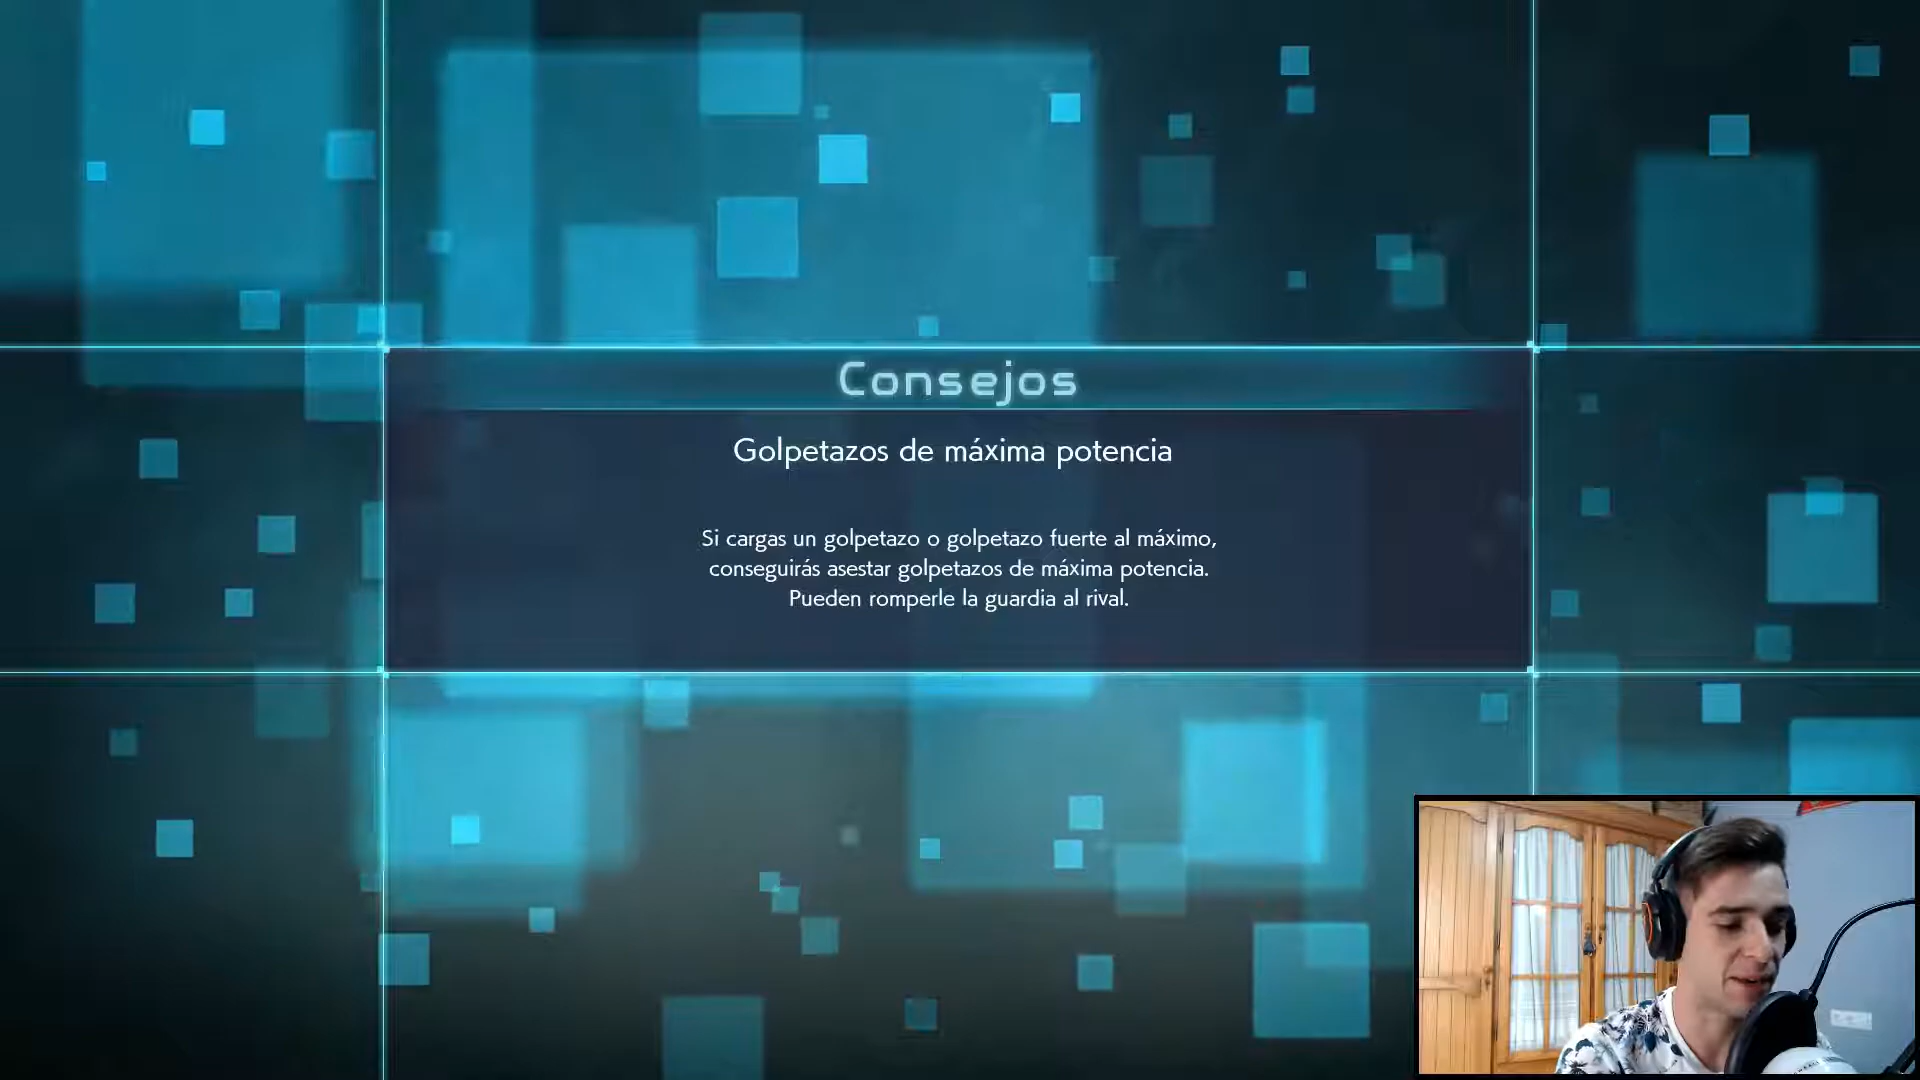 Consejos
Golpetazos de máxima potencia
Si cargas un golpetazo o golpetazo fuerte al máximo,
conseguirás asestar golpetazos de máxima potencia.
Pueden romperle la guardia al rival.